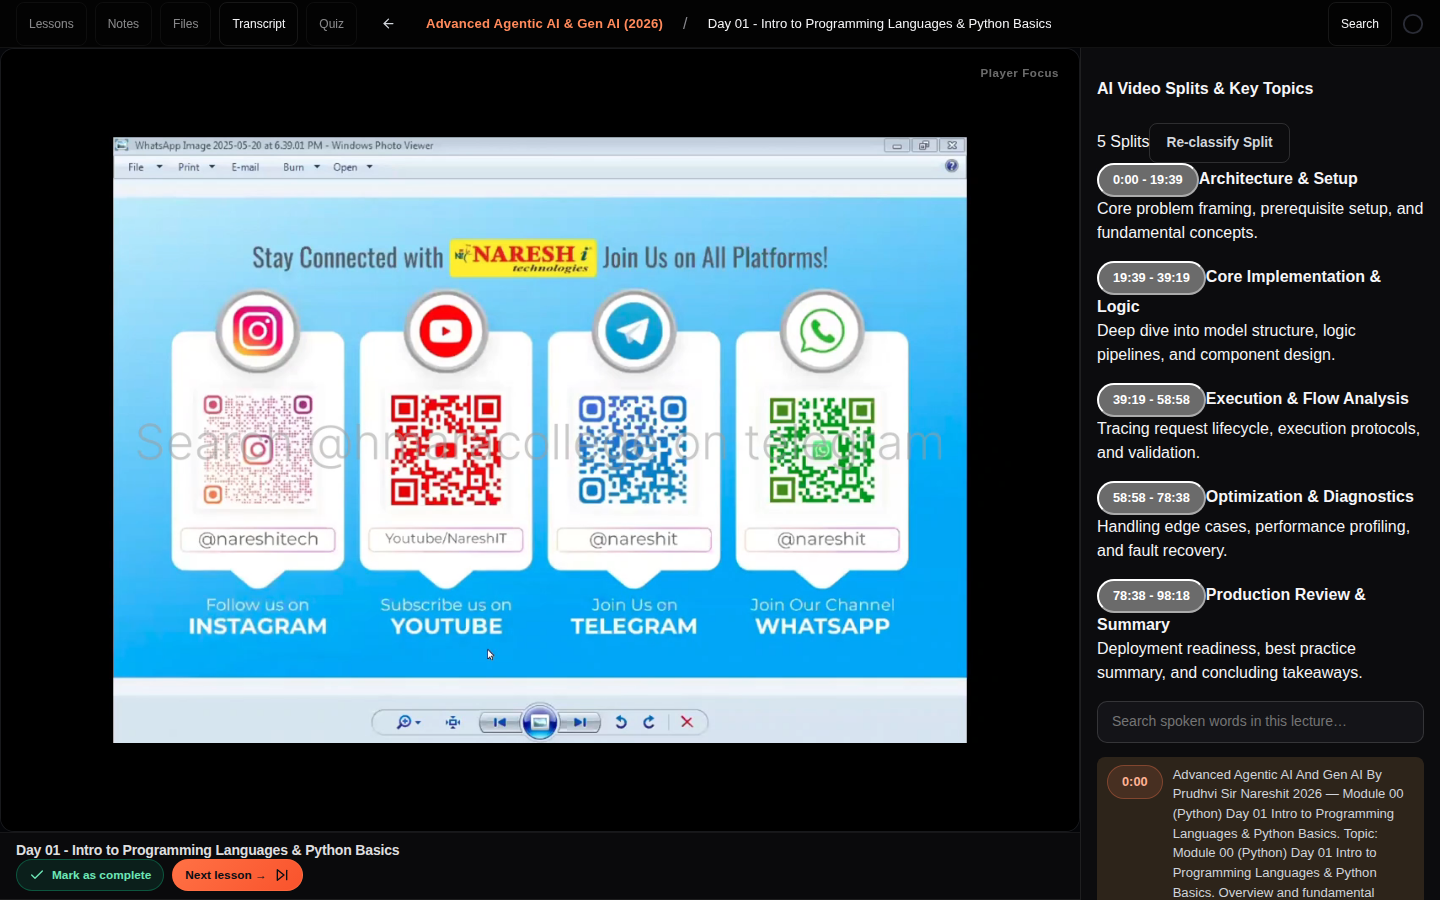 Lessons
Notes
Files
Transcript
Quiz
Advanced Agentic AI & Gen AI (2026) / Day 01 - Intro to Programming Languages & Python Basics
Search
Player Focus
WhatsApp Image 2025-05-20 at 6.39.01 PM - Windows Photo Viewer
File Print E-mail Burn Open
Stay Connected with NARESH i technologies Join Us on All Platforms!
Search @hmaracollege on telegram
@nareshitech
Youtube/NareshIT
@nareshit
@nareshit
Follow us on
INSTAGRAM
Subscribe us on
YOUTUBE
Join Us on
TELEGRAM
Join Our Channel
WHATSAPP
Day 01 - Intro to Programming Languages & Python Basics
Mark as complete
Next lesson →
AI Video Splits & Key Topics
5 Splits
Re-classify Split
0:00 - 19:39 Architecture & Setup
Core problem framing, prerequisite setup, and
fundamental concepts.
19:39 - 39:19 Core Implementation &
Logic
Deep dive into model structure, logic
pipelines, and component design.
39:19 - 58:58 Execution & Flow Analysis
Tracing request lifecycle, execution protocols,
and validation.
58:58 - 78:38 Optimization & Diagnostics
Handling edge cases, performance profiling,
and fault recovery.
78:38 - 98:18 Production Review &
Summary
Deployment readiness, best practice
summary, and concluding takeaways.
Search spoken words in this lecture…
0:00
Advanced Agentic AI And Gen AI By
Prudhvi Sir Nareshit 2026 — Module 00
(Python) Day 01 Intro to Programming
Languages & Python Basics. Topic:
Module 00 (Python) Day 01 Intro to
Programming Languages & Python
Basics. Overview and fundamental